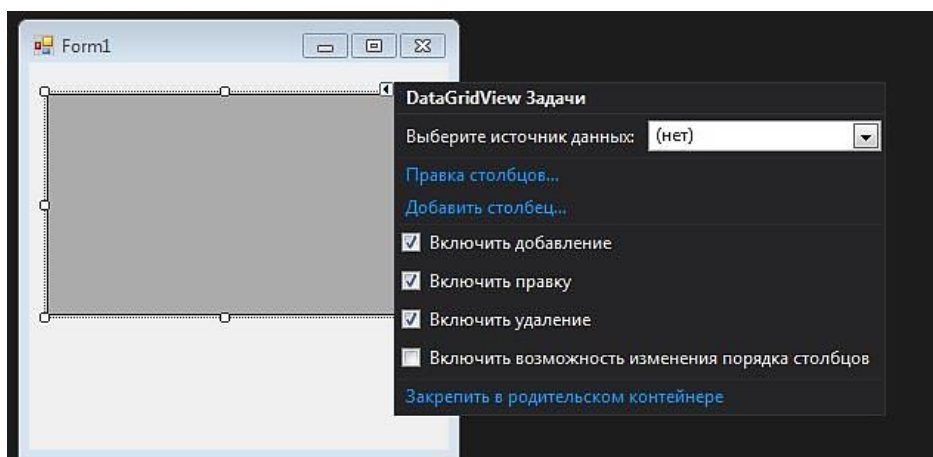 Form1
DataGridView Задачи
Выберите источник данных: (нет)
Правка столбцов...
Добавить столбец...
Включить добавление
Включить правку
Включить удаление
Включить возможность изменения порядка столбцов
Закрепить в родительском контейнере